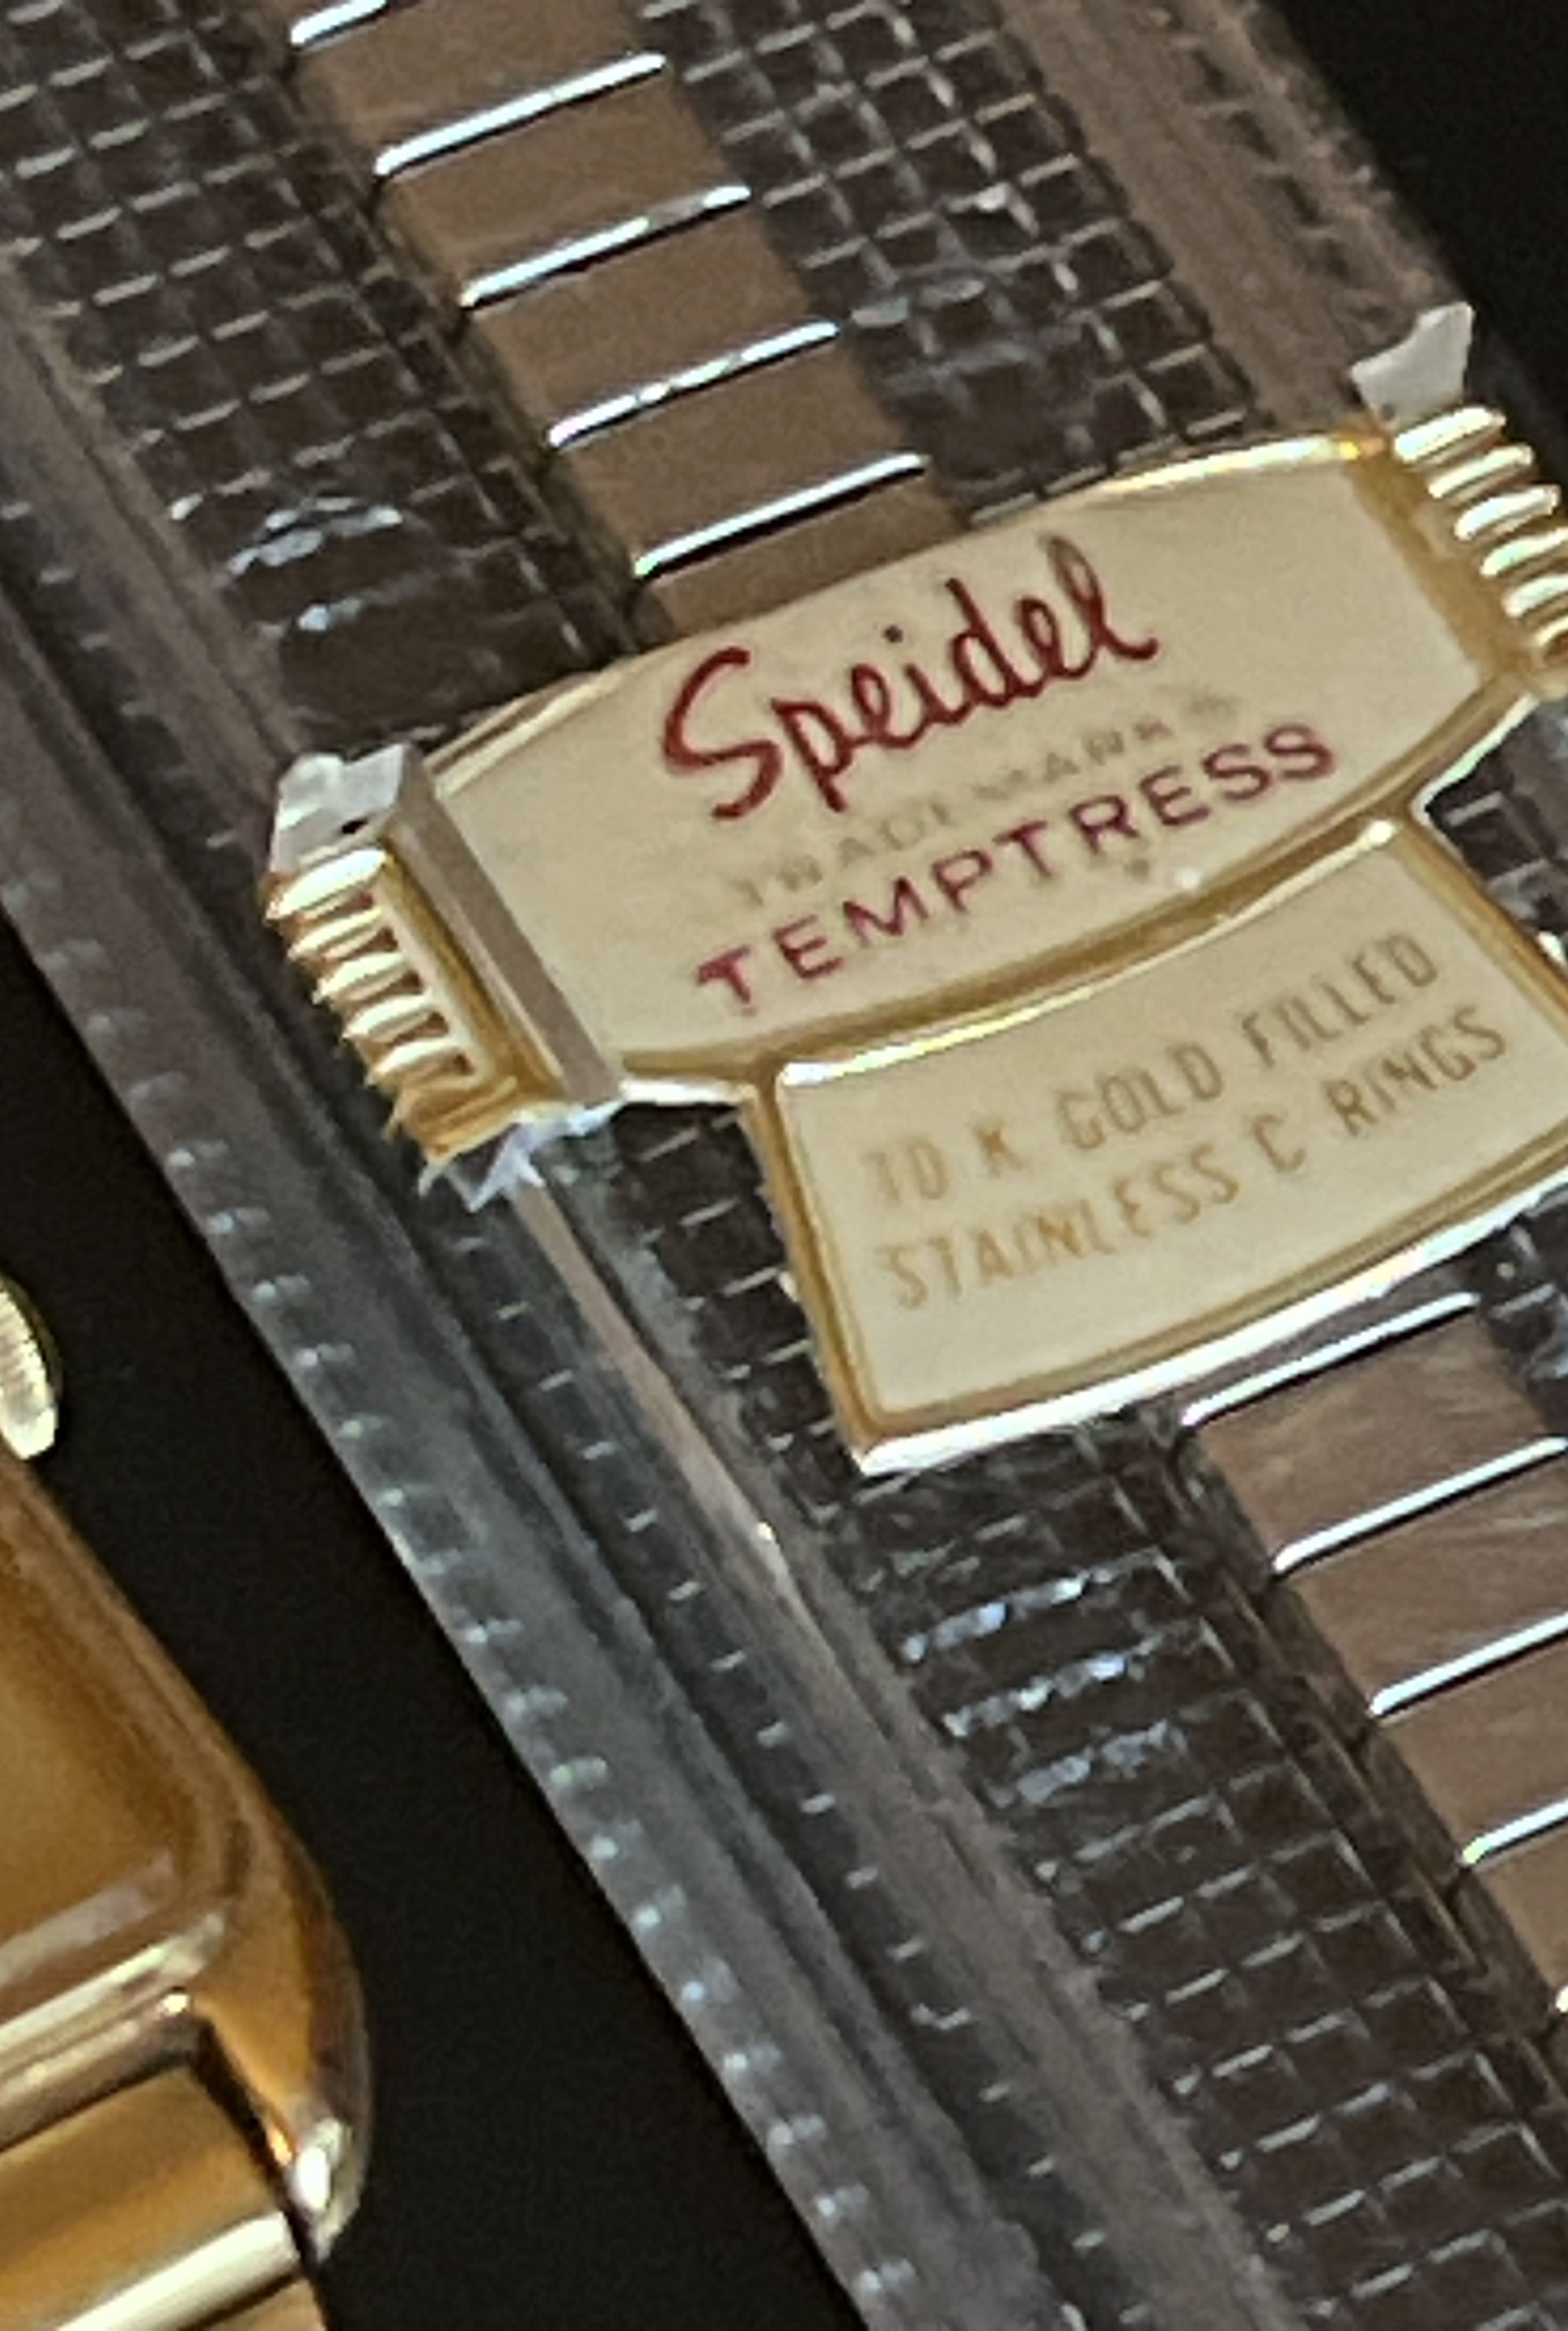 Speidel
TRADEMARK
TEMPTRESS
10 K GOLD FILLED
STAINLESS C RINGS